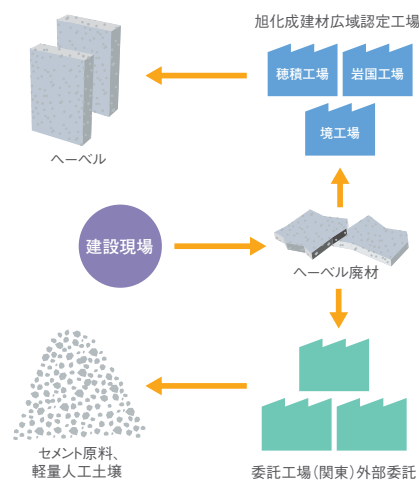 旭化成建材広域認定工場
穂積工場
岩国工場
境工場
ヘーベル
建設現場
ヘーベル廃材
セメント原料、
軽量人工土壌
委託工場（関東）外部委託